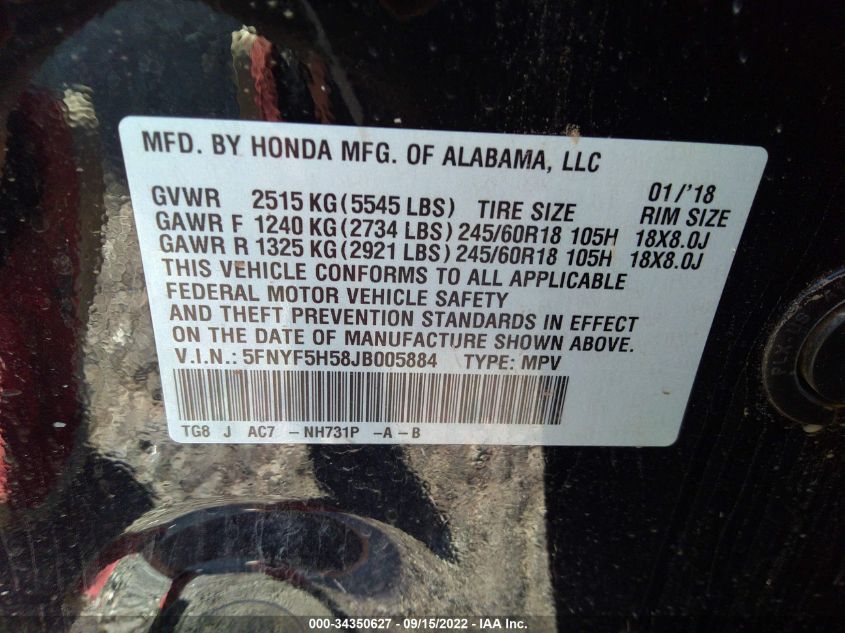 MFD. BY HONDA MFG. OF ALABAMA, LLC
01/'18
GVWR 2515 KG(5545 LBS) TIRE SIZE RIM SIZE
GAWR F 1240 KG(2734 LBS)245/60R18 105H 18X8.0J
GAWR R 1325 KG(2921 LBS)245/60R18 105H 18X8.0J
THIS VEHICLE CONFORMS TO ALL APPLICABLE
FEDERAL MOTOR VEHICLE SAFETY
AND THEFT PREVENTION STANDARDS IN EFFECT
ON THE DATE OF MANUFACTURE SHOWN ABOVE.
V.I.N.: 5FNYF5H58JB005884 TYPE: MPV
TG8 J AC7 -NH731P -A-B
000-34350627 - 09/15/2022 - IAA Inc.